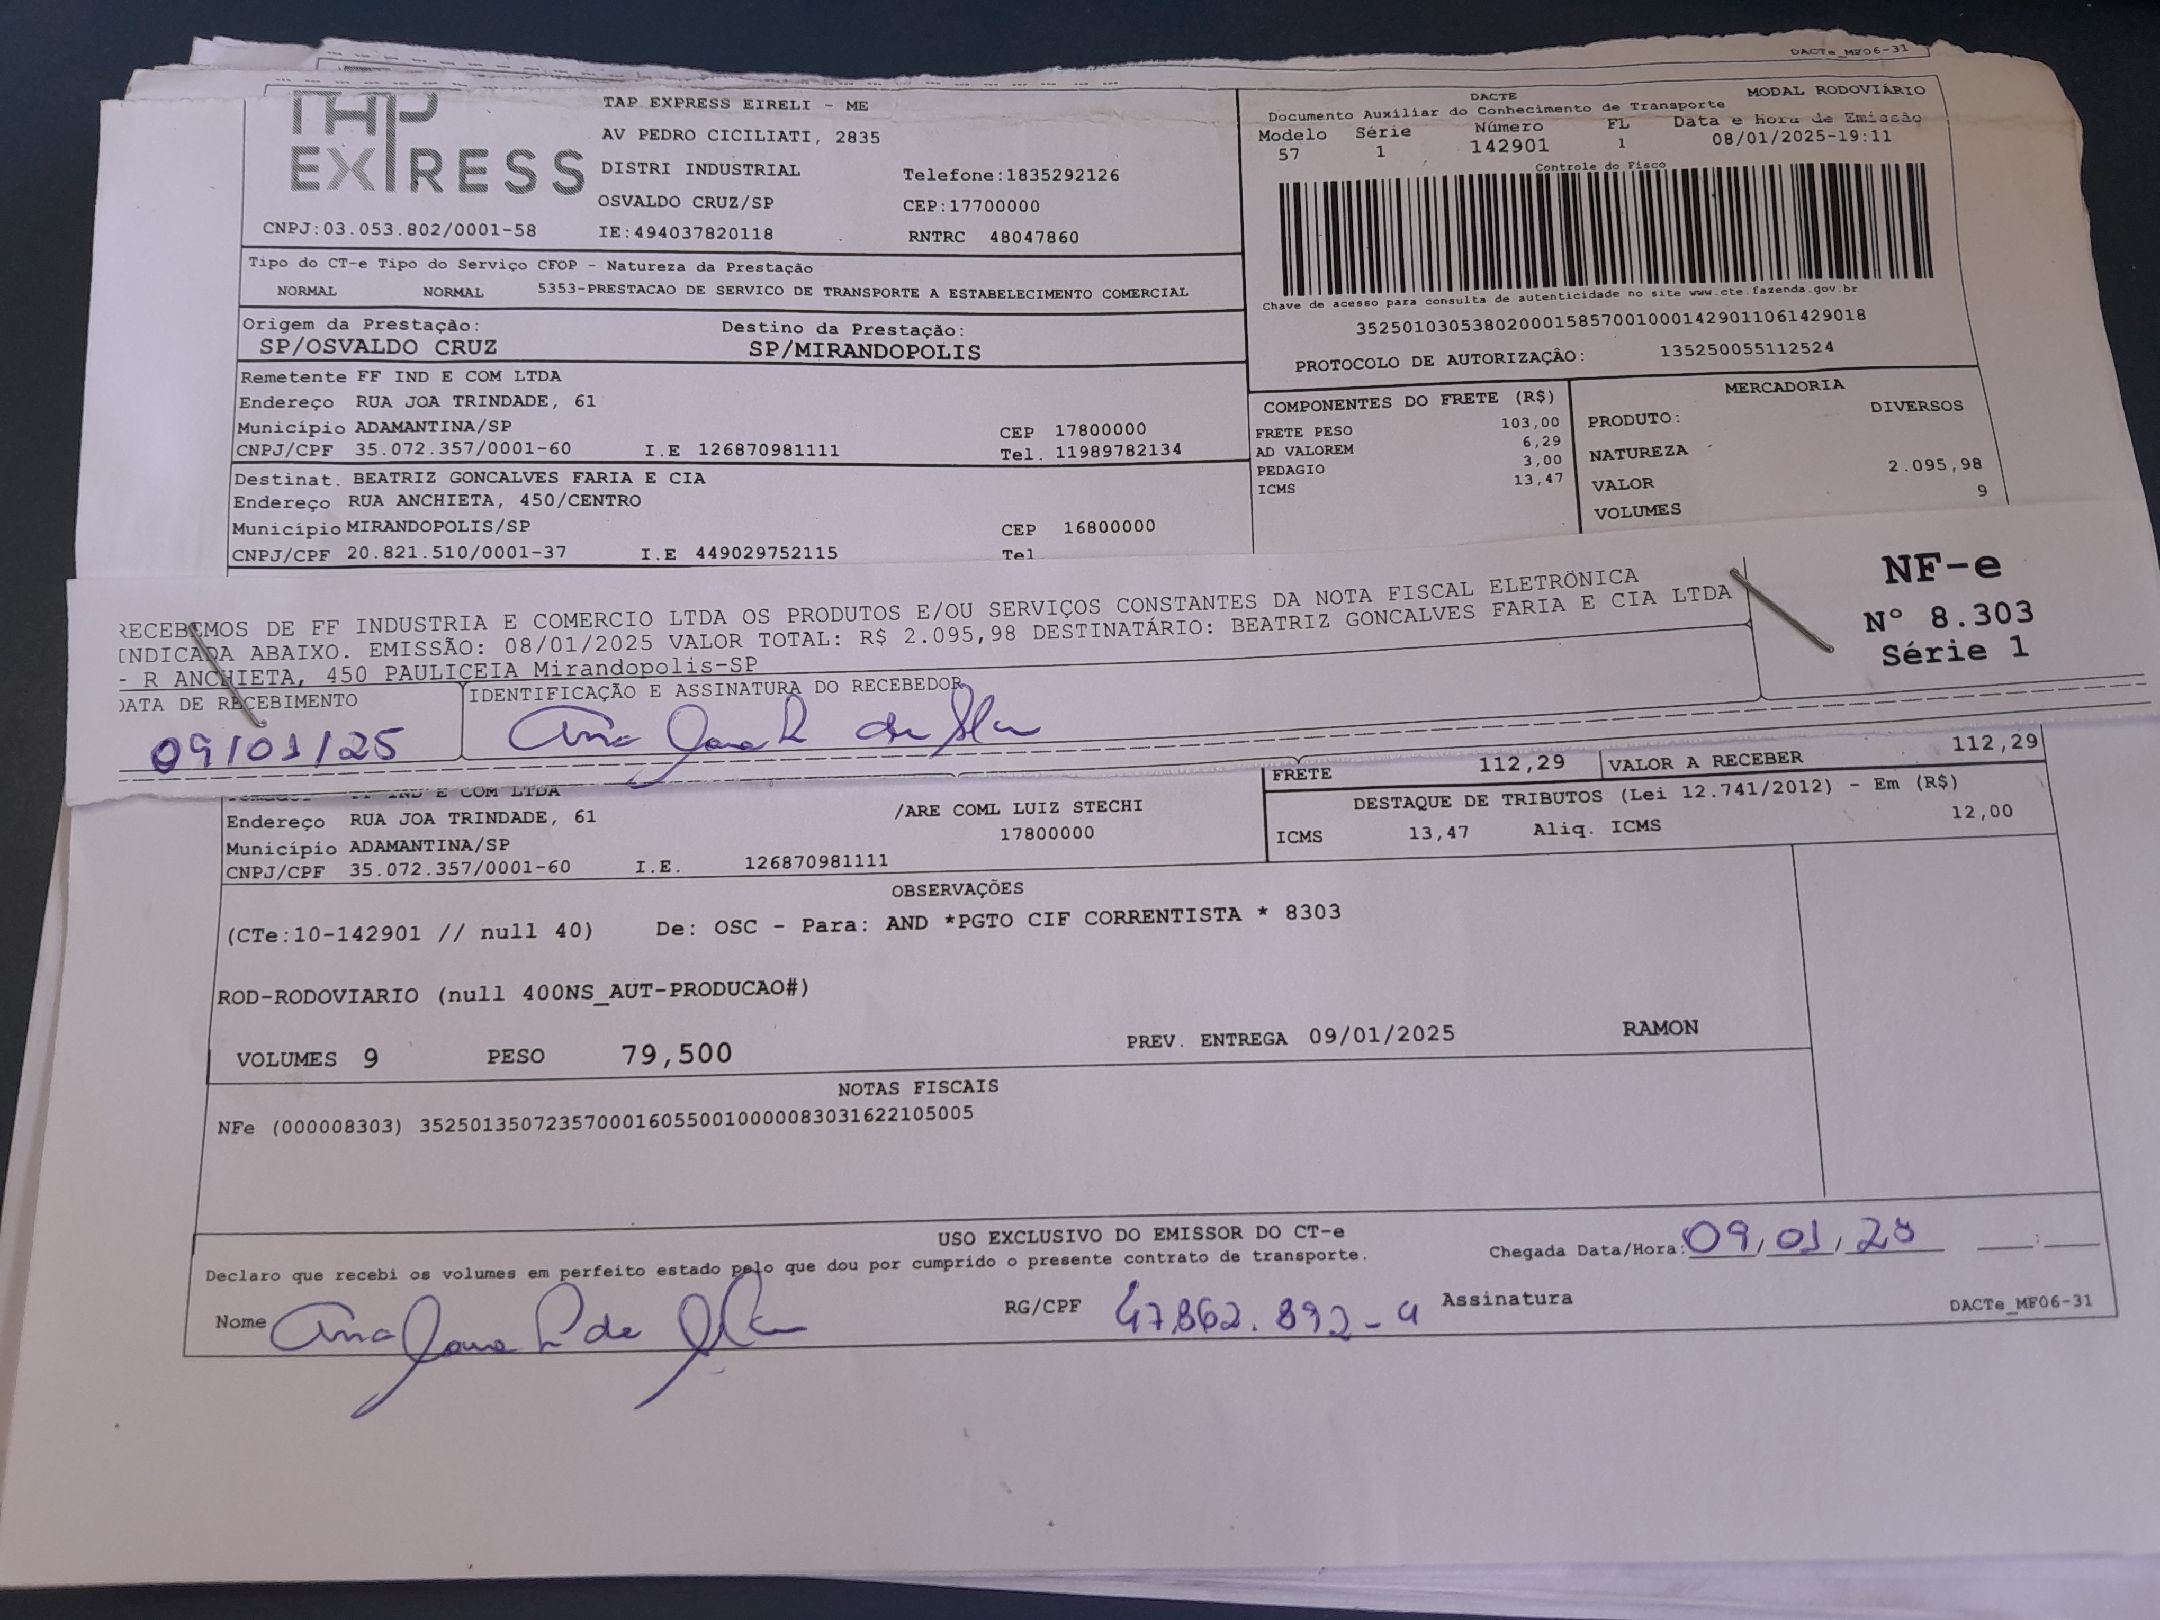 DACTe_MF06-31
TAP
EXPRESS
TAP EXPRESS EIRELI - ME
AV PEDRO CICILIATI, 2835
DISTRI INDUSTRIAL
Telefone:1835292126
OSVALDO CRUZ/SP
CEP:17700000
CNPJ:03.053.802/0001-58
IE:494037820118
RNTRC 48047860
DACTE
MODAL RODOVIÁRIO
Documento Auxiliar do Conhecimento de Transporte
Modelo Série Número FL Data e hora de Emissão
57 1 142901 1 08/01/2025-19:11
Controle do Fisco
Chave de acesso para consulta de autenticidade no site www.cte.fazenda.gov.br
35250103053802000158570010001429011061429018
PROTOCOLO DE AUTORIZAÇÃO: 135250055112524
Tipo do CT-e Tipo do Serviço CFOP - Natureza da Prestação
NORMAL NORMAL 5353-PRESTACAO DE SERVICO DE TRANSPORTE A ESTABELECIMENTO COMERCIAL
Origem da Prestação: Destino da Prestação:
SP/OSVALDO CRUZ SP/MIRANDOPOLIS
Remetente FF IND E COM LTDA
Endereço RUA JOA TRINDADE, 61
Município ADAMANTINA/SP CEP 17800000
CNPJ/CPF 35.072.357/0001-60 I.E 126870981111 Tel. 11989782134
Destinat. BEATRIZ GONCALVES FARIA E CIA
Endereço RUA ANCHIETA, 450/CENTRO
Município MIRANDOPOLIS/SP CEP 16800000
CNPJ/CPF 20.821.510/0001-37 I.E 449029752115 Tel
COMPONENTES DO FRETE (R$)
FRETE PESO 103,00
AD VALOREM 6,29
PEDAGIO 3,00
ICMS 13,47
MERCADORIA
PRODUTO: DIVERSOS
NATUREZA
VALOR 2.095,98
VOLUMES 9
RECEBEMOS DE FF INDUSTRIA E COMERCIO LTDA OS PRODUTOS E/OU SERVIÇOS CONSTANTES DA NOTA FISCAL ELETRÔNICA
INDICADA ABAIXO. EMISSÃO: 08/01/2025 VALOR TOTAL: R$ 2.095,98 DESTINATÁRIO: BEATRIZ GONCALVES FARIA E CIA LTDA
- R ANCHIETA, 450 PAULICEIA Mirandopolis-SP
DATA DE RECEBIMENTO
IDENTIFICAÇÃO E ASSINATURA DO RECEBEDOR
09/01/25
Ana
NF-e
Nº 8.303
Série 1
FRETE 112,29 VALOR A RECEBER 112,29
FF IND E COM LTDA
Endereço RUA JOA TRINDADE, 61 /ARE COML LUIZ STECHI
Município ADAMANTINA/SP 17800000
CNPJ/CPF 35.072.357/0001-60 I.E. 126870981111
DESTAQUE DE TRIBUTOS (Lei 12.741/2012) - Em (R$)
ICMS 13,47 Aliq. ICMS 12,00
OBSERVAÇÕES
(CTe:10-142901 // null 40) De: OSC - Para: AND *PGTO CIF CORRENTISTA * 8303
ROD-RODOVIARIO (null 400NS_AUT-PRODUCAO#)
VOLUMES 9 PESO 79,500 PREV. ENTREGA 09/01/2025 RAMON
NOTAS FISCAIS
NFe (000008303) 35250135072357000160550010000083031622105005
USO EXCLUSIVO DO EMISSOR DO CT-e
Declaro que recebi os volumes em perfeito estado pelo que dou por cumprido o presente contrato de transporte.
Chegada Data/Hora: 09/01/25
Nome Ana
RG/CPF 47.862.892-4 Assinatura
DACTe_MF06-31